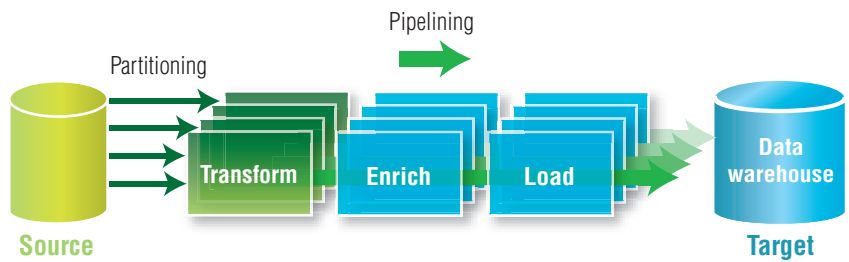 Pipelining
Partitioning
Transform
Enrich
Load
Data
warehouse
Source
Target